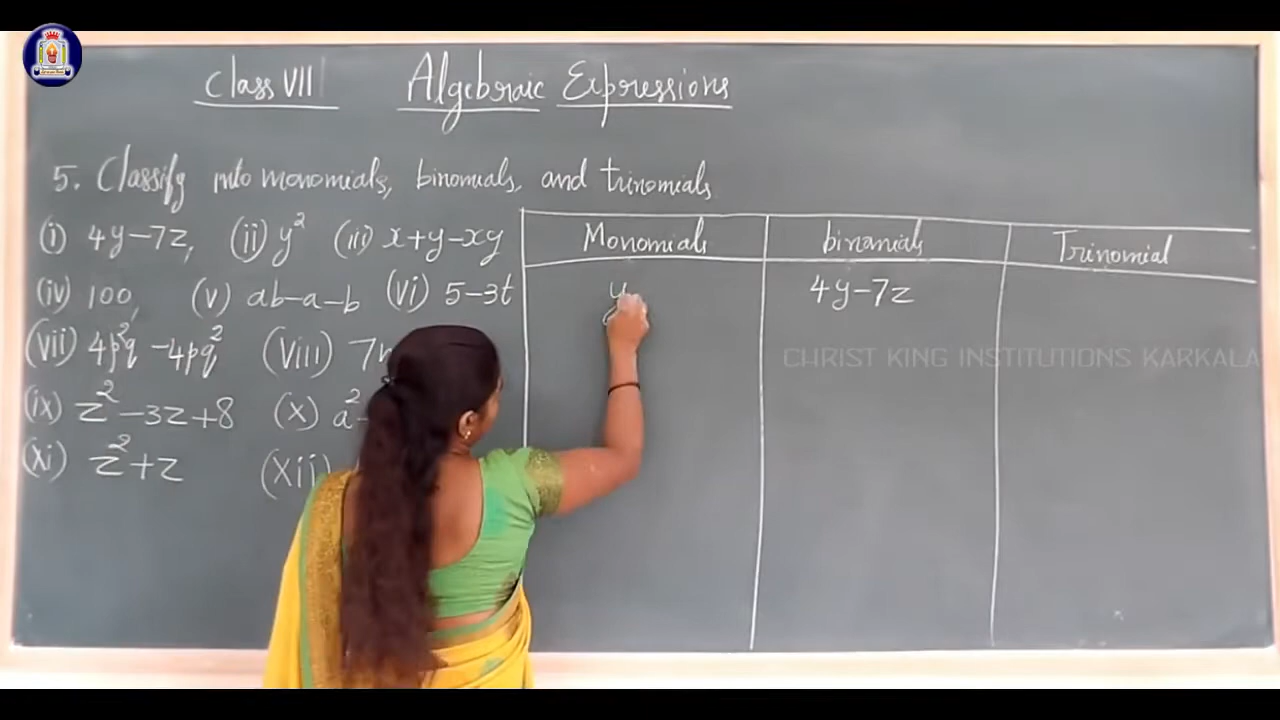 Class VII Algebraic Expressions
5. Classify into monomials, binomials, and trinomials
(i) 4y-7z, (ii) y² (iii) x+y-xy
(iv) 100, (v) ab-a-b (vi) 5-3t
(vii) 4p²q -4pq² (viii) 7
(ix) z²-3z+8 (x) a²
(xi) z²+z (xii)
Monomials binomials Trinomial
y 4y-7z
CHRIST KING INSTITUTIONS KARKALA